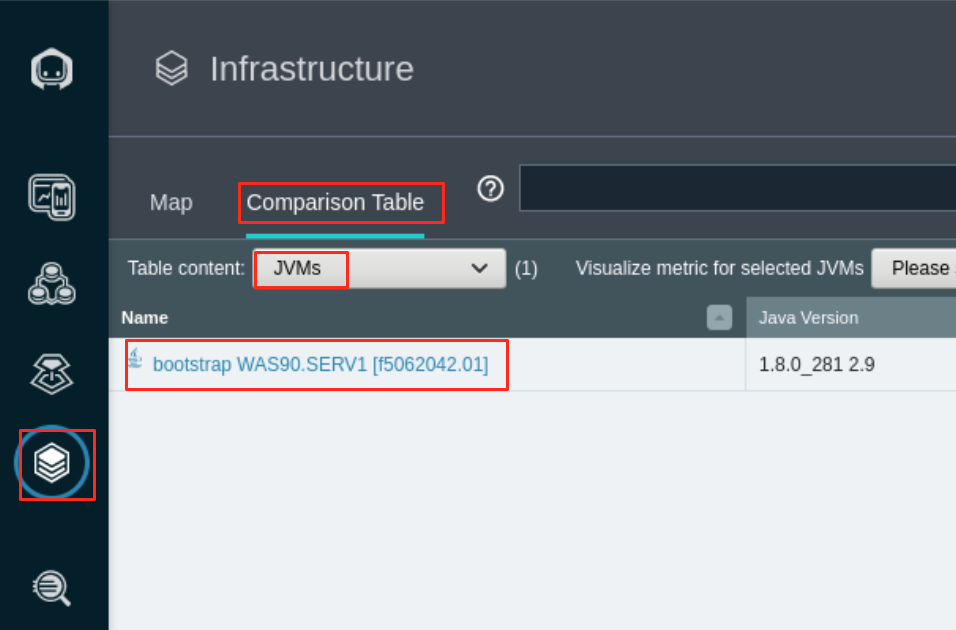 Infrastructure
Map
Comparison Table
?
Table content: JVMs (1) Visualize metric for selected JVMs Please
Name Java Version
bootstrap WAS90.SERV1 [f5062042.01] 1.8.0_281 2.9